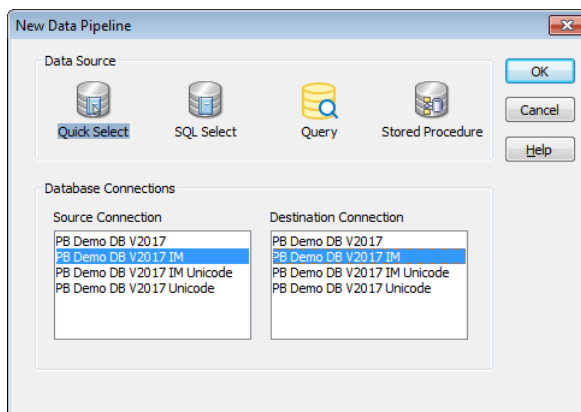 New Data Pipeline
Data Source
Quick Select SQL Select Query Stored Procedure
OK
Cancel
Help
Database Connections
Source Connection Destination Connection
PB Demo DB V2017 PB Demo DB V2017
PB Demo DB V2017 IM PB Demo DB V2017 IM
PB Demo DB V2017 IM Unicode PB Demo DB V2017 IM Unicode
PB Demo DB V2017 Unicode PB Demo DB V2017 Unicode